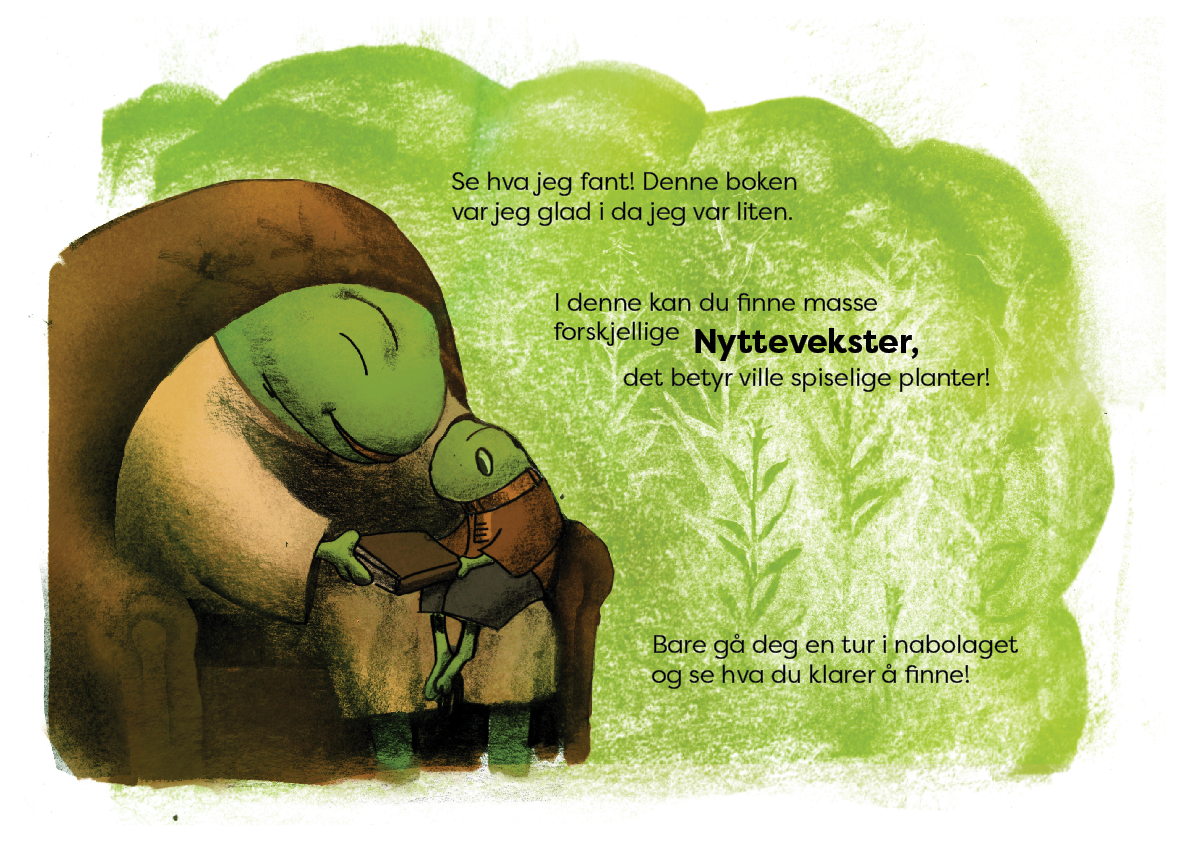 Se hva jeg fant! Denne boken
var jeg glad i da jeg var liten.
I denne kan du finne masse
forskjellige Nyttevekster,
det betyr ville spiselige planter!
Bare gå deg en tur i nabolaget
og se hva du klarer å finne!